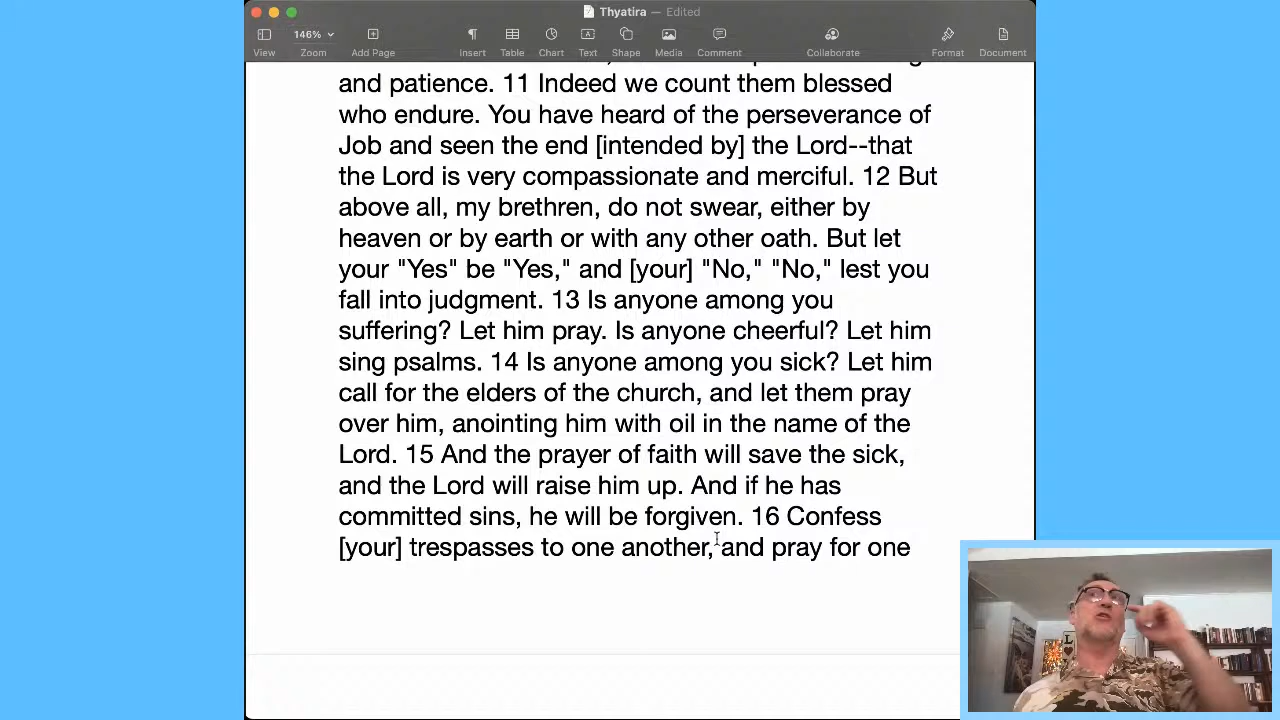 Thyatira — Edited
146%
View Zoom Add Page Insert Table Chart Text Shape Media Comment Collaborate Format Document
and patience. 11 Indeed we count them blessed
who endure. You have heard of the perseverance of
Job and seen the end [intended by] the Lord--that
the Lord is very compassionate and merciful. 12 But
above all, my brethren, do not swear, either by
heaven or by earth or with any other oath. But let
your "Yes" be "Yes," and [your] "No," "No," lest you
fall into judgment. 13 Is anyone among you
suffering? Let him pray. Is anyone cheerful? Let him
sing psalms. 14 Is anyone among you sick? Let him
call for the elders of the church, and let them pray
over him, anointing him with oil in the name of the
Lord. 15 And the prayer of faith will save the sick,
and the Lord will raise him up. And if he has
committed sins, he will be forgiven. 16 Confess
[your] trespasses to one another, and pray for one
L